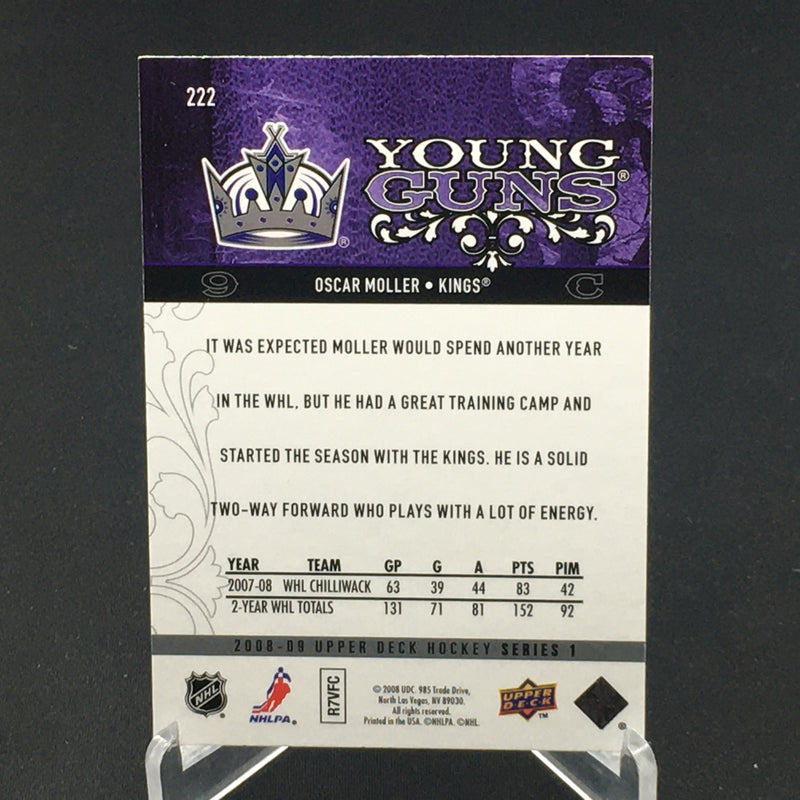 222
YOUNG
GUNS®
®
9 OSCAR MOLLER • KINGS® C
IT WAS EXPECTED MOLLER WOULD SPEND ANOTHER YEAR
IN THE WHL, BUT HE HAD A GREAT TRAINING CAMP AND
STARTED THE SEASON WITH THE KINGS. HE IS A SOLID
TWO-WAY FORWARD WHO PLAYS WITH A LOT OF ENERGY.
YEAR TEAM GP G A PTS PIM
2007-08 WHL CHILLIWACK 63 39 44 83 42
2-YEAR WHL TOTALS 131 71 81 152 92
2008-09 UPPER DECK HOCKEY SERIES 1
NHL
NHLPA®
R7VFC
© 2008 UDC. 985 Trade Drive,
North Las Vegas, NV 89030.
All rights reserved.
Printed in the USA. ©NHLPA. ©NHL.
UPPER
DECK
™
®